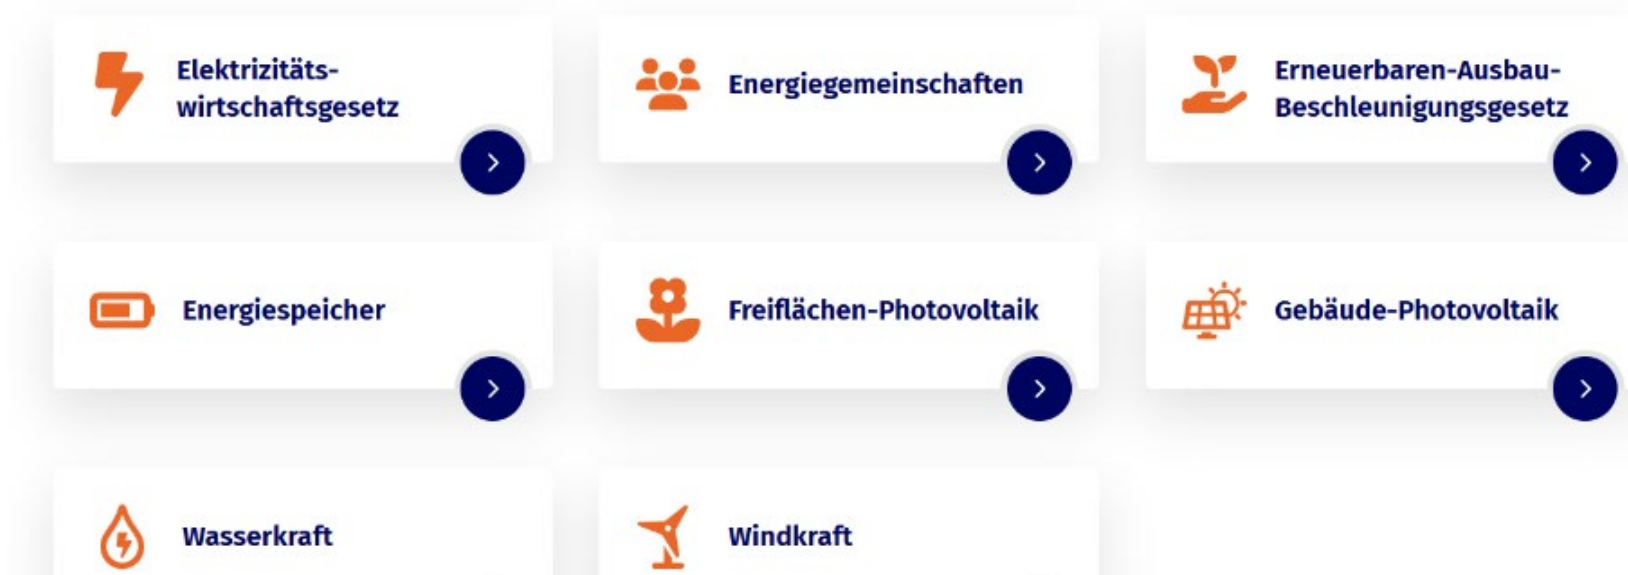 Elektrizitäts-
wirtschaftsgesetz
Energiegemeinschaften
Erneuerbaren-Ausbau-
Beschleunigungsgesetz
Energiespeicher
Freiflächen-Photovoltaik
Gebäude-Photovoltaik
Wasserkraft
Windkraft